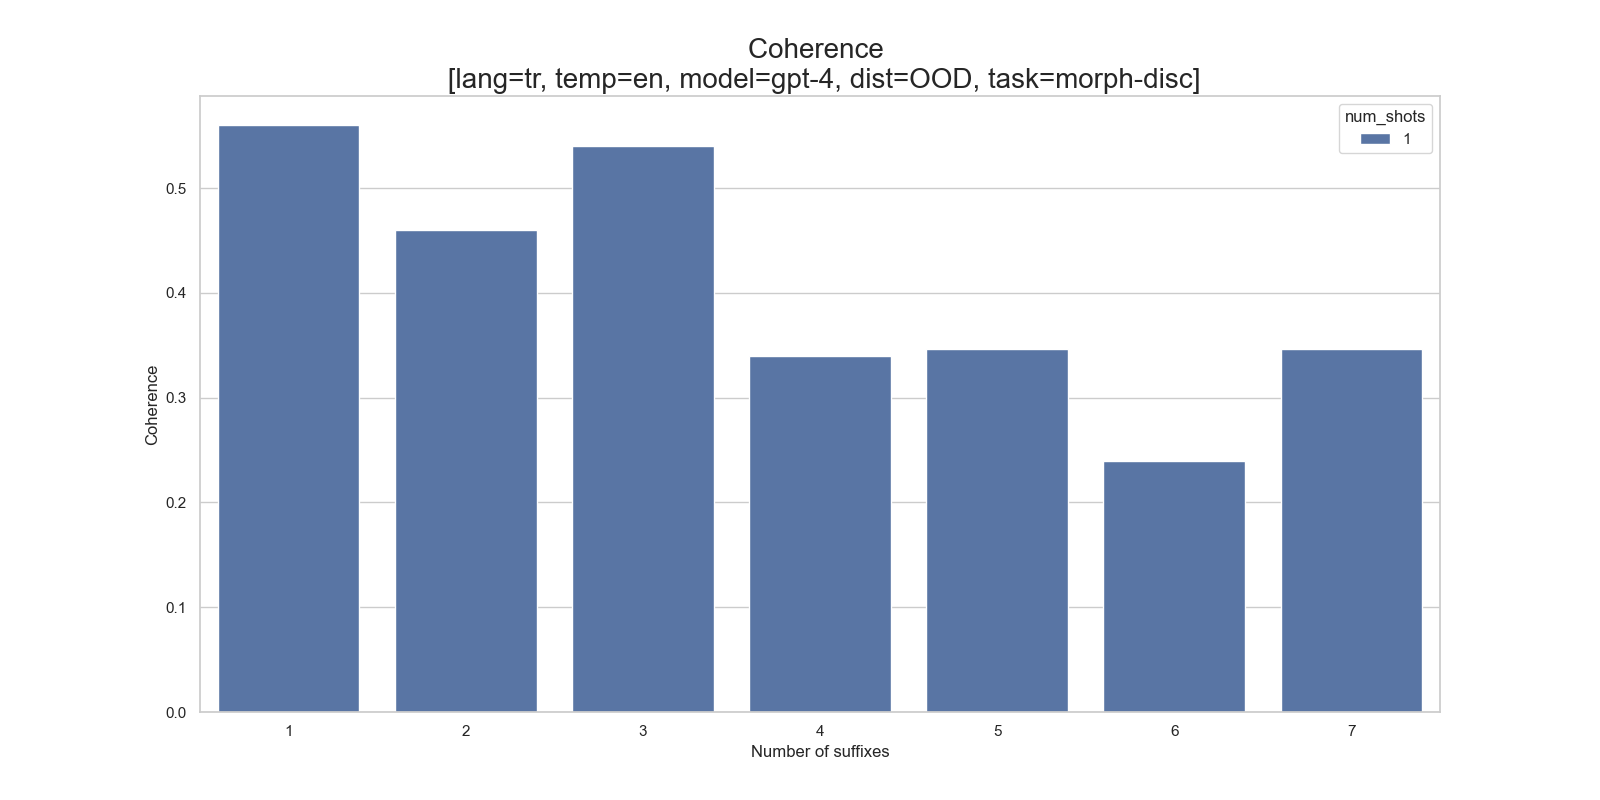 Coherence
[lang=tr, temp=en, model=gpt-4, dist=OOD, task=morph-disc]
num_shots
1
0.5
0.4
0.3
0.2
0.1
0.0
Coherence
1 2 3 4 5 6 7
Number of suffixes